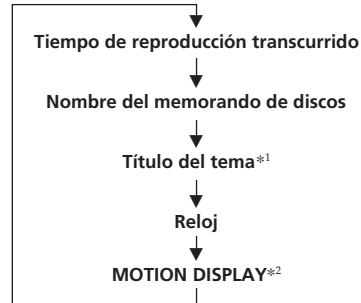 Tiempo de reproducción transcurrido
Nombre del memorando de discos
Título del tema*1
Reloj
MOTION DISPLAY*2